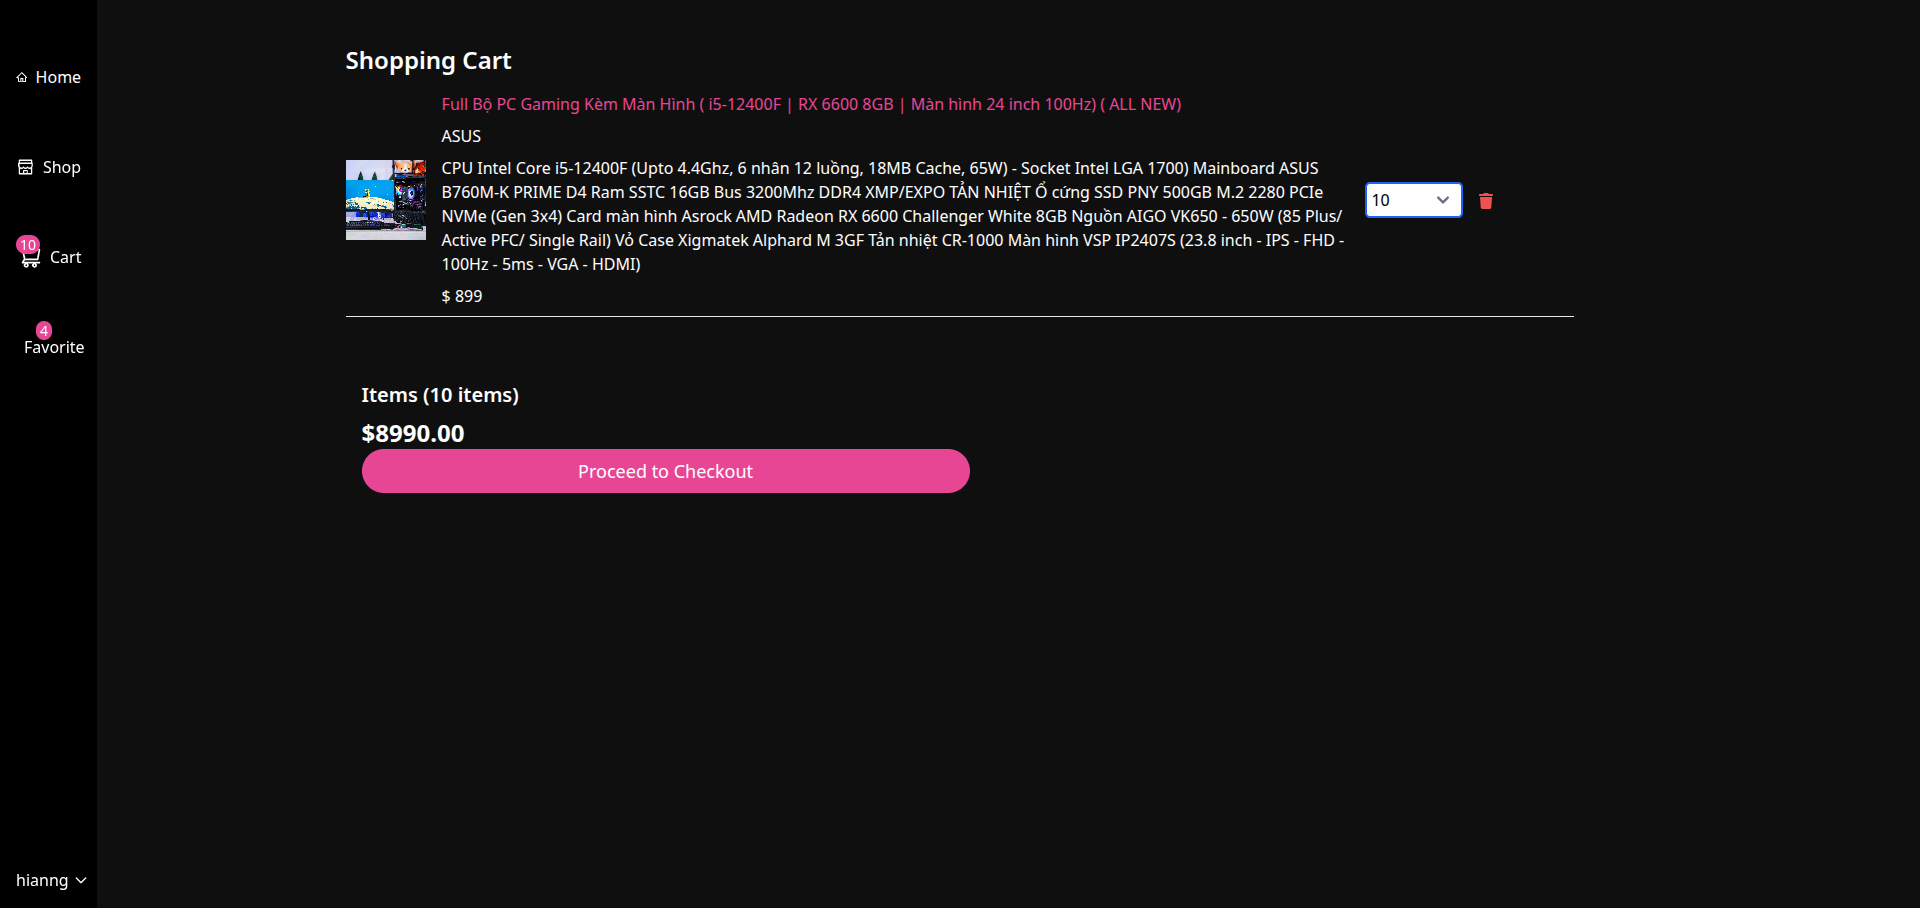 Home
Shop
10
Cart
4
Favorite
hianng
Shopping Cart
Full Bộ PC Gaming Kèm Màn Hình ( i5-12400F | RX 6600 8GB | Màn hình 24 inch 100Hz) ( ALL NEW)
ASUS
CPU Intel Core i5-12400F (Upto 4.4Ghz, 6 nhân 12 luồng, 18MB Cache, 65W) - Socket Intel LGA 1700) Mainboard ASUS
B760M-K PRIME D4 Ram SSTC 16GB Bus 3200Mhz DDR4 XMP/EXPO TẢN NHIỆT Ổ cứng SSD PNY 500GB M.2 2280 PCIe
NVMe (Gen 3x4) Card màn hình Asrock AMD Radeon RX 6600 Challenger White 8GB Nguồn AIGO VK650 - 650W (85 Plus/
Active PFC/ Single Rail) Vỏ Case Xigmatek Alphard M 3GF Tản nhiệt CR-1000 Màn hình VSP IP2407S (23.8 inch - IPS - FHD -
100Hz - 5ms - VGA - HDMI)
$ 899
10
Items (10 items)
$8990.00
Proceed to Checkout